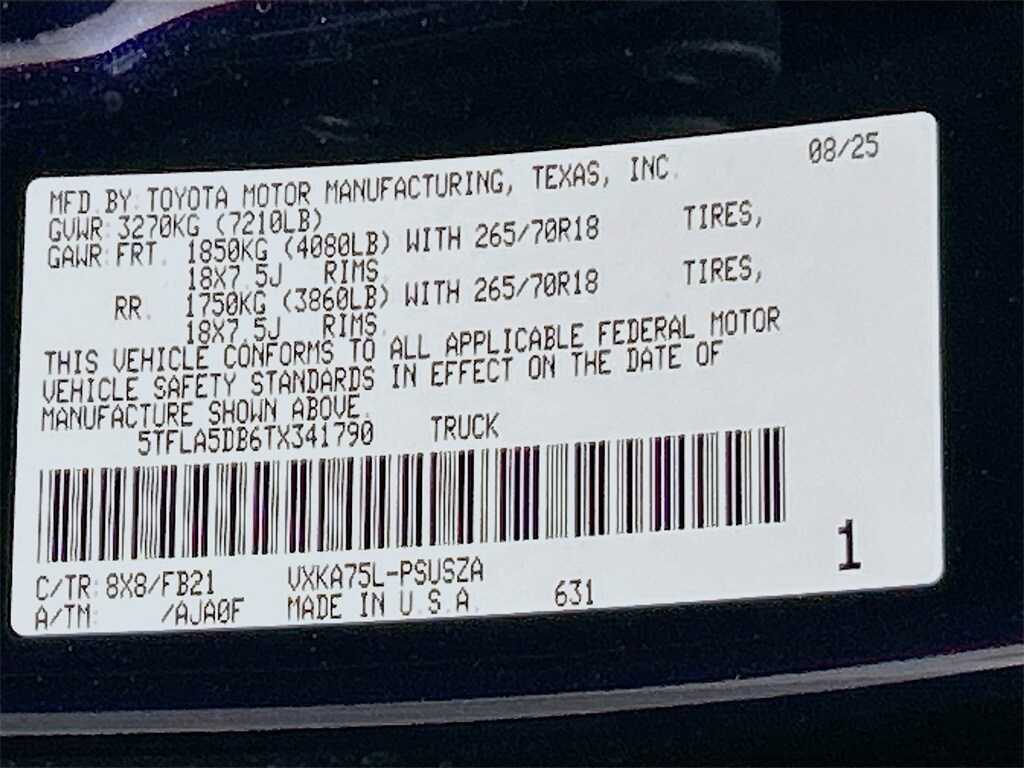 MFD. BY: TOYOTA MOTOR MANUFACTURING, TEXAS, INC. 08/25
GVWR: 3270KG (7210LB)
GAWR: FRT. 1850KG (4080LB) WITH 265/70R18 TIRES,
18X7.5J RIMS,
RR. 1750KG (3860LB) WITH 265/70R18 TIRES,
18X7.5J RIMS.
THIS VEHICLE CONFORMS TO ALL APPLICABLE FEDERAL MOTOR
VEHICLE SAFETY STANDARDS IN EFFECT ON THE DATE OF
MANUFACTURE SHOWN ABOVE.
5TFLA5DB6TX341790 TRUCK
1
C/TR: 8X8/FB21 VXKA75L-PSUSZA
A/TM: /AJA0F MADE IN U.S.A. 631